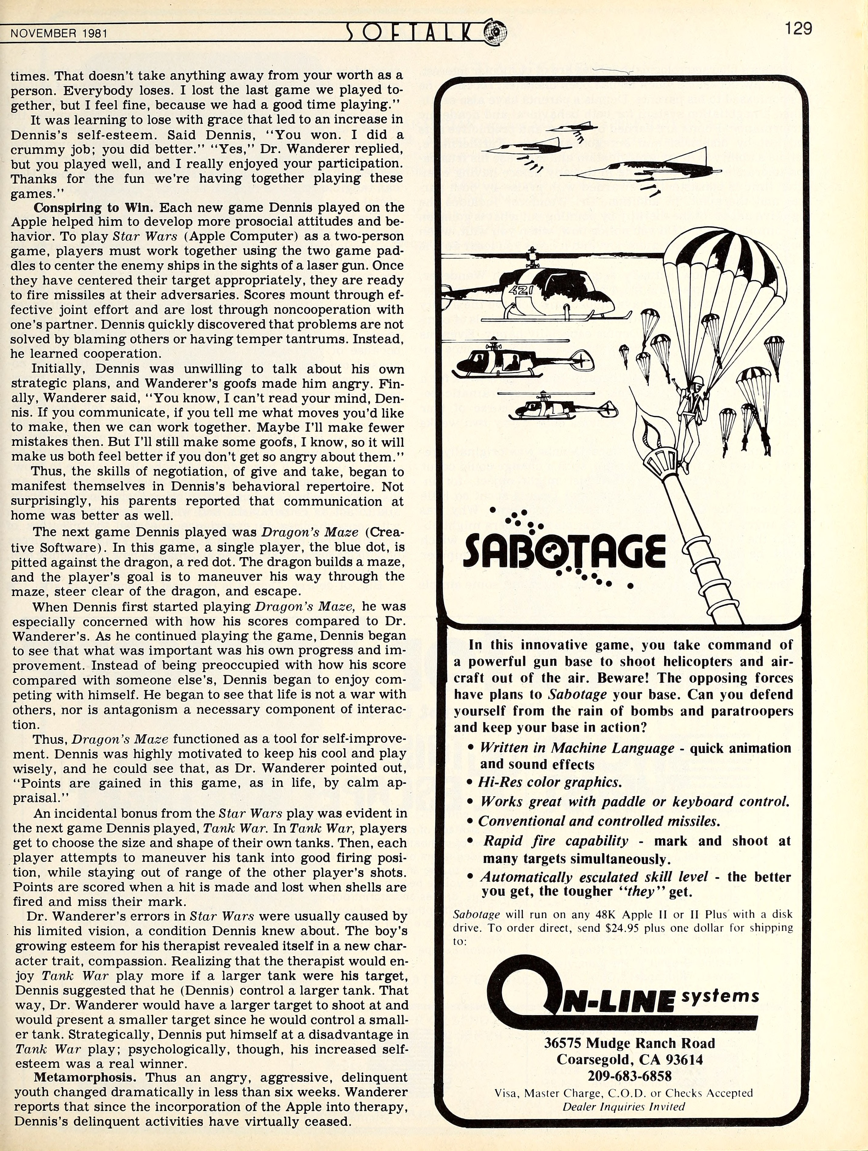 NOVEMBER 1981
SOFTALK
129
times. That doesn't take anything away from your worth as a
person. Everybody loses. I lost the last game we played to-
gether, but I feel fine, because we had a good time playing."
It was learning to lose with grace that led to an increase in
Dennis's self-esteem. Said Dennis, "You won. I did a
crummy job; you did better." "Yes," Dr. Wanderer replied,
but you played well, and I really enjoyed your participation.
Thanks for the fun we're having together playing these
games."
Conspiring to Win. Each new game Dennis played on the
Apple helped him to develop more prosocial attitudes and be-
havior. To play Star Wars (Apple Computer) as a two-person
game, players must work together using the two game pad-
dles to center the enemy ships in the sights of a laser gun. Once
they have centered their target appropriately, they are ready
to fire missiles at their adversaries. Scores mount through ef-
fective joint effort and are lost through noncooperation with
one's partner. Dennis quickly discovered that problems are not
solved by blaming others or having temper tantrums. Instead,
he learned cooperation.
Initially, Dennis was unwilling to talk about his own
strategic plans, and Wanderer's goofs made him angry. Fin-
ally, Wanderer said, "You know, I can't read your mind, Den-
nis. If you communicate, if you tell me what moves you'd like
to make, then we can work together. Maybe I'll make fewer
mistakes then. But I'll still make some goofs, I know, so it will
make us both feel better if you don't get so angry about them."
Thus, the skills of negotiation, of give and take, began to
manifest themselves in Dennis's behavioral repertoire. Not
surprisingly, his parents reported that communication at
home was better as well.
The next game Dennis played was Dragon's Maze (Crea-
tive Software). In this game, a single player, the blue dot, is
pitted against the dragon, a red dot. The dragon builds a maze,
and the player's goal is to maneuver his way through the
maze, steer clear of the dragon, and escape.
When Dennis first started playing Dragon's Maze, he was
especially concerned with how his scores compared to Dr.
Wanderer's. As he continued playing the game, Dennis began
to see that what was important was his own progress and im-
provement. Instead of being preoccupied with how his score
compared with someone else's, Dennis began to enjoy com-
peting with himself. He began to see that life is not a war with
others, nor is antagonism a necessary component of interac-
tion.
Thus, Dragon's Maze functioned as a tool for self-improve-
ment. Dennis was highly motivated to keep his cool and play
wisely, and he could see that, as Dr. Wanderer pointed out,
"Points are gained in this game, as in life, by calm ap-
praisal."
An incidental bonus from the Star Wars play was evident in
the next game Dennis played, Tank War. In Tank War, players
get to choose the size and shape of their own tanks. Then, each
player attempts to maneuver his tank into good firing posi-
tion, while staying out of range of the other player's shots.
Points are scored when a hit is made and lost when shells are
fired and miss their mark.
Dr. Wanderer's errors in Star Wars were usually caused by
his limited vision, a condition Dennis knew about. The boy's
growing esteem for his therapist revealed itself in a new char-
acter trait, compassion. Realizing that the therapist would en-
joy Tank War play more if a larger tank were his target,
Dennis suggested that he (Dennis) control a larger tank. That
way, Dr. Wanderer would have a larger target to shoot at and
would present a smaller target since he would control a small-
er tank. Strategically, Dennis put himself at a disadvantage in
Tank War play; psychologically, though, his increased self-
esteem was a real winner.
Metamorphosis. Thus an angry, aggressive, delinquent
youth changed dramatically in less than six weeks. Wanderer
reports that since the incorporation of the Apple into therapy,
Dennis's delinquent activities have virtually ceased.
421
SABOTAGE
In this innovative game, you take command of
a powerful gun base to shoot helicopters and air-
craft out of the air. Beware! The opposing forces
have plans to Sabotage your base. Can you defend
yourself from the rain of bombs and paratroopers
and keep your base in action?
• Written in Machine Language - quick animation
and sound effects
• Hi-Res color graphics.
• Works great with paddle or keyboard control.
• Conventional and controlled missiles.
• Rapid fire capability - mark and shoot at
many targets simultaneously.
• Automatically esculated skill level - the better
you get, the tougher "they" get.
Sabotage will run on any 48K Apple II or II Plus with a disk
drive. To order direct, send $24.95 plus one dollar for shipping
to:
ON-LINE systems
36575 Mudge Ranch Road
Coarsegold, CA 93614
209-683-6858
Visa, Master Charge, C.O.D. or Checks Accepted
Dealer Inquiries Invited